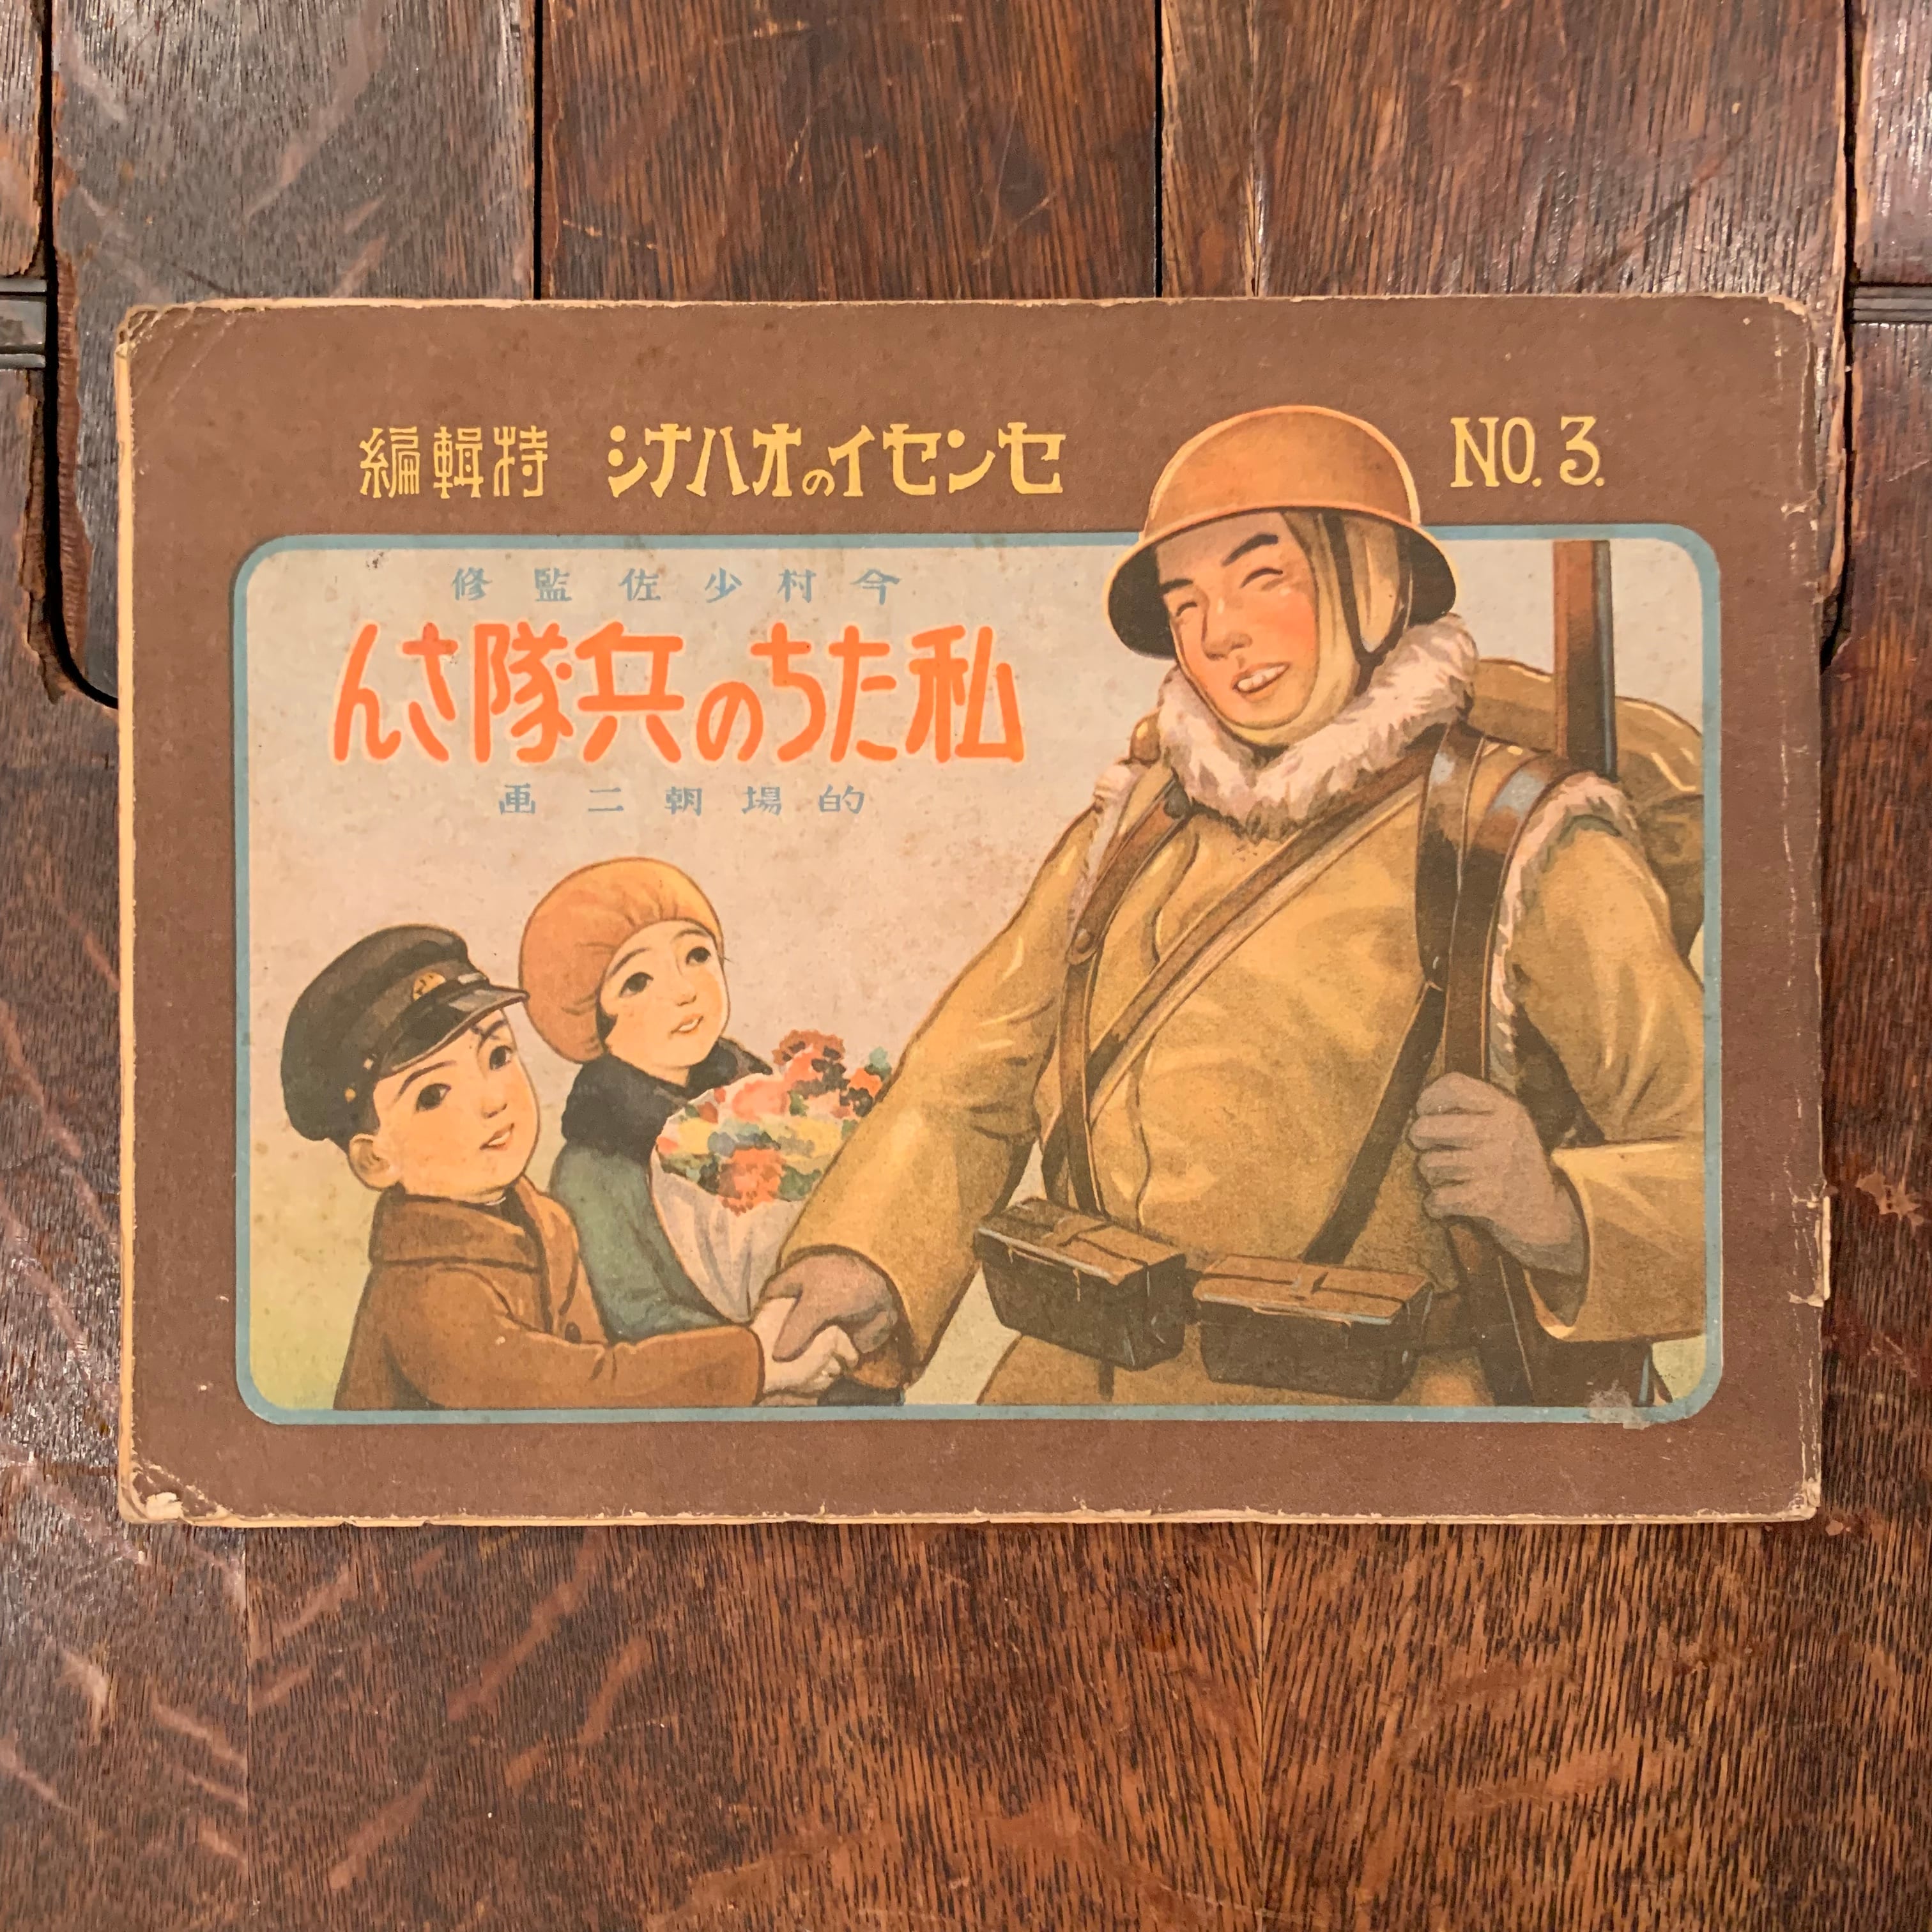 NO. 3.
センセイのオハナシ 特輯編
今村少佐監修
私たちの兵隊さん
的場朝二画